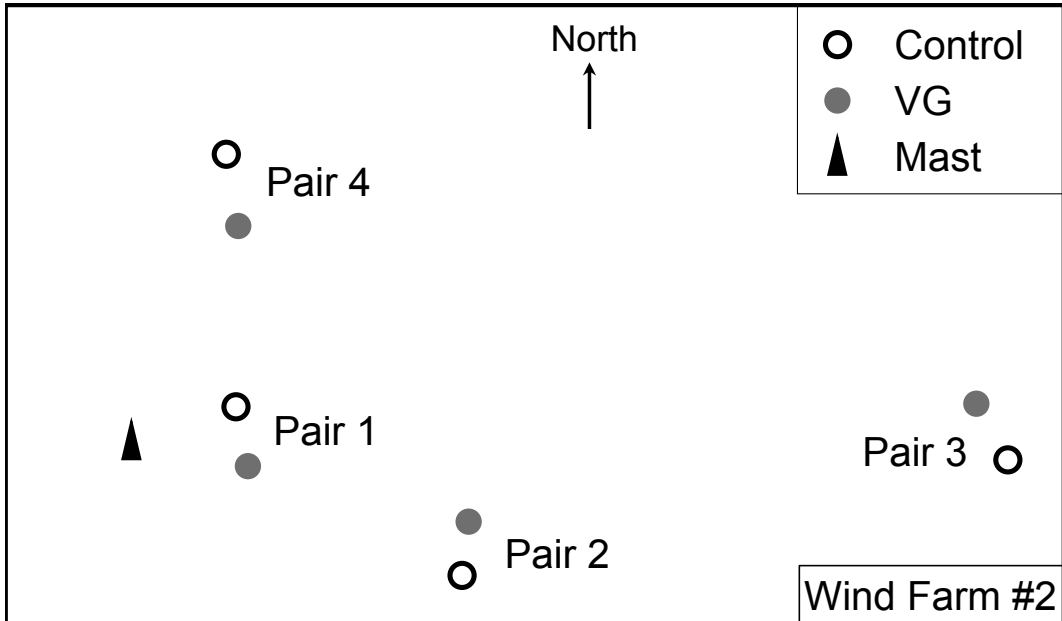 North
Control
VG
Mast
Pair 4
Pair 1
Pair 3
Pair 2
Wind Farm #2